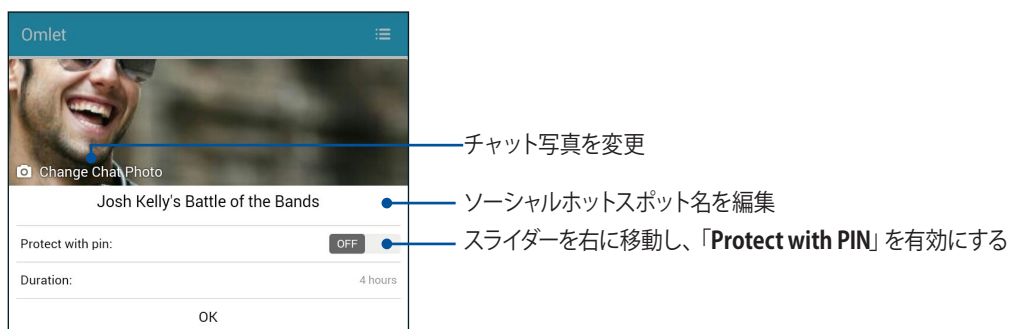 Omlet
Change Chat Photo
チャット写真を変更
Josh Kelly's Battle of the Bands
ソーシャルホットスポット名を編集
Protect with pin:
OFF
スライダーを右に移動し、「Protect with PIN」を有効にする
Duration:
4 hours
OK